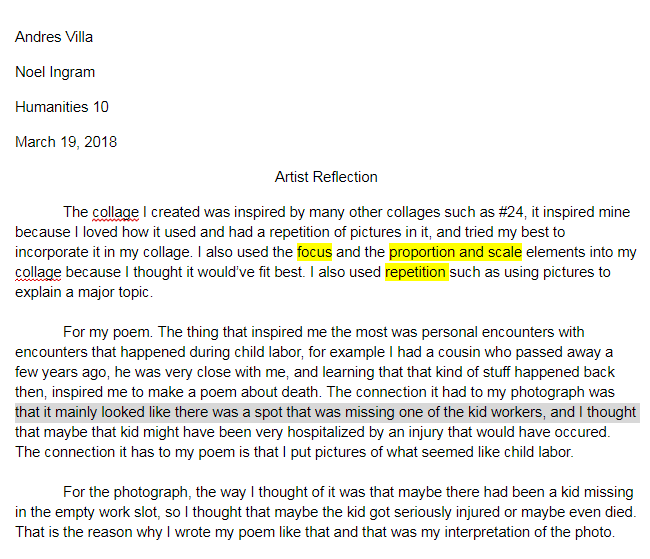 Andres Villa
Noel Ingram
Humanities 10
March 19, 2018
Artist Reflection
The collage I created was inspired by many other collages such as #24, it inspired mine
because I loved how it used and had a repetition of pictures in it, and tried my best to
incorporate it in my collage. I also used the focus and the proportion and scale elements into my
collage because I thought it would've fit best. I also used repetition such as using pictures to
explain a major topic.
For my poem. The thing that inspired me the most was personal encounters with
encounters that happened during child labor, for example I had a cousin who passed away a
few years ago, he was very close with me, and learning that that kind of stuff happened back
then, inspired me to make a poem about death. The connection it had to my photograph was
that it mainly looked like there was a spot that was missing one of the kid workers, and I thought
that maybe that kid might have been very hospitalized by an injury that would have occured.
The connection it has to my poem is that I put pictures of what seemed like child labor.
For the photograph, the way I thought of it was that maybe there had been a kid missing
in the empty work slot, so I thought that maybe the kid got seriously injured or maybe even died.
That is the reason why I wrote my poem like that and that was my interpretation of the photo.